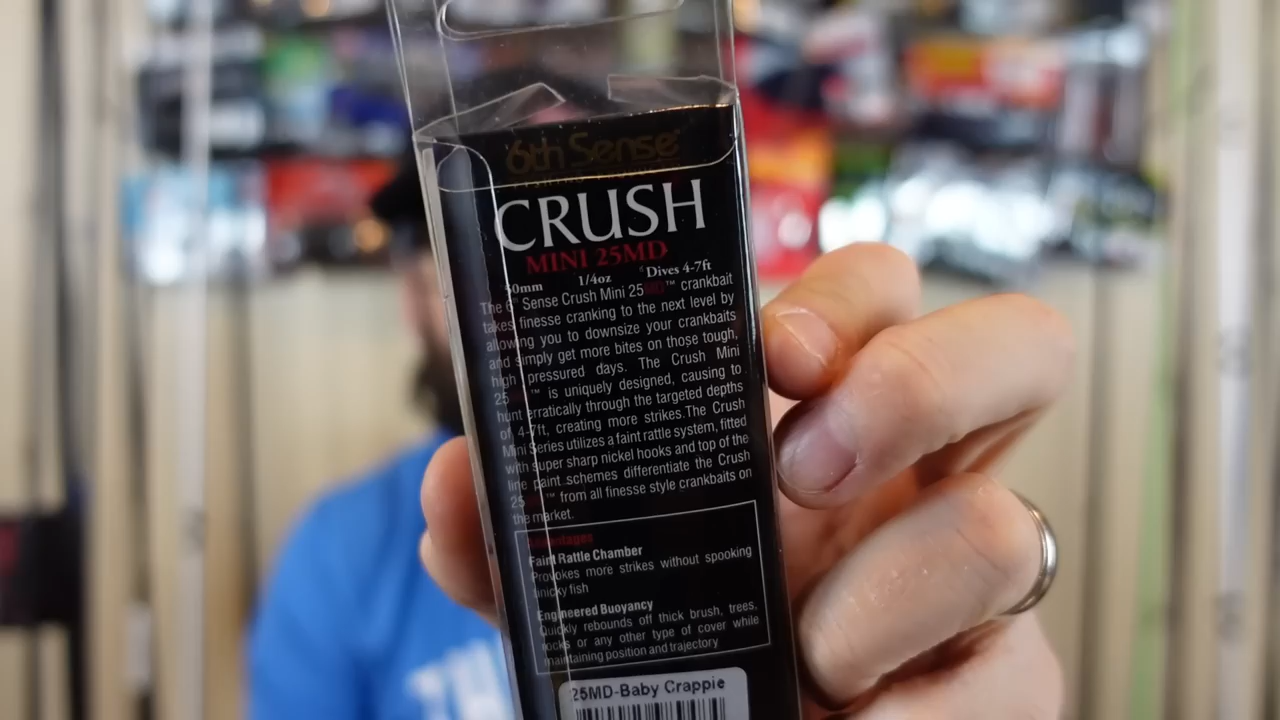 6th Sense
CRUSH
MINI 25MD
50mm 1/4oz Dives 4-7ft
The 6th Sense Crush Mini 25MD™ crankbait
takes finesse cranking to the next level by
allowing you to downsize your crankbaits
and simply get more bites on those tough,
high pressured days. The Crush Mini
25MD™ is uniquely designed, causing to
hunt erratically through the targeted depths
of 4-7ft, creating more strikes.The Crush
Mini Series utilizes a faint rattle system, fitted
with super sharp nickel hooks and top of the
line paint schemes differentiate the Crush
25MD™ from all finesse style crankbaits on
the market.
Advantages
Faint Rattle Chamber
Provokes more strikes without spooking
finicky fish
Engineered Buoyancy
Quickly rebounds off thick brush, trees,
rocks or any other type of cover while
maintaining position and trajectory
25MD-Baby Crappie